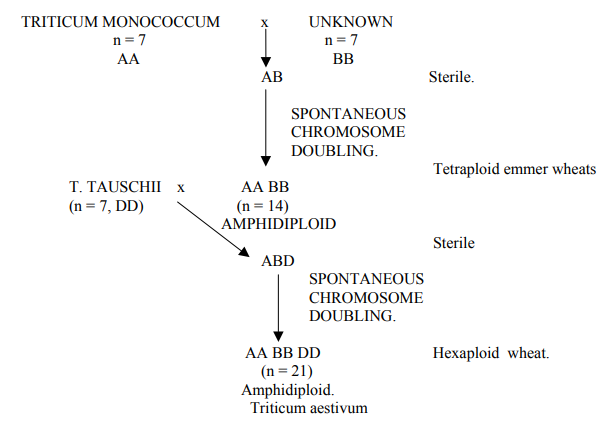 TRITICUM MONOCOCCUM x UNKNOWN
n = 7 n = 7
AA BB
AB Sterile.
SPONTANEOUS
CHROMOSOME
DOUBLING.
Tetraploid emmer wheats
T. TAUSCHII x AA BB
(n = 7, DD) (n = 14)
AMPHIDIPLOID
Sterile
ABD
SPONTANEOUS
CHROMOSOME
DOUBLING.
AA BB DD Hexaploid wheat.
(n = 21)
Amphidiploid.
Triticum aestivum